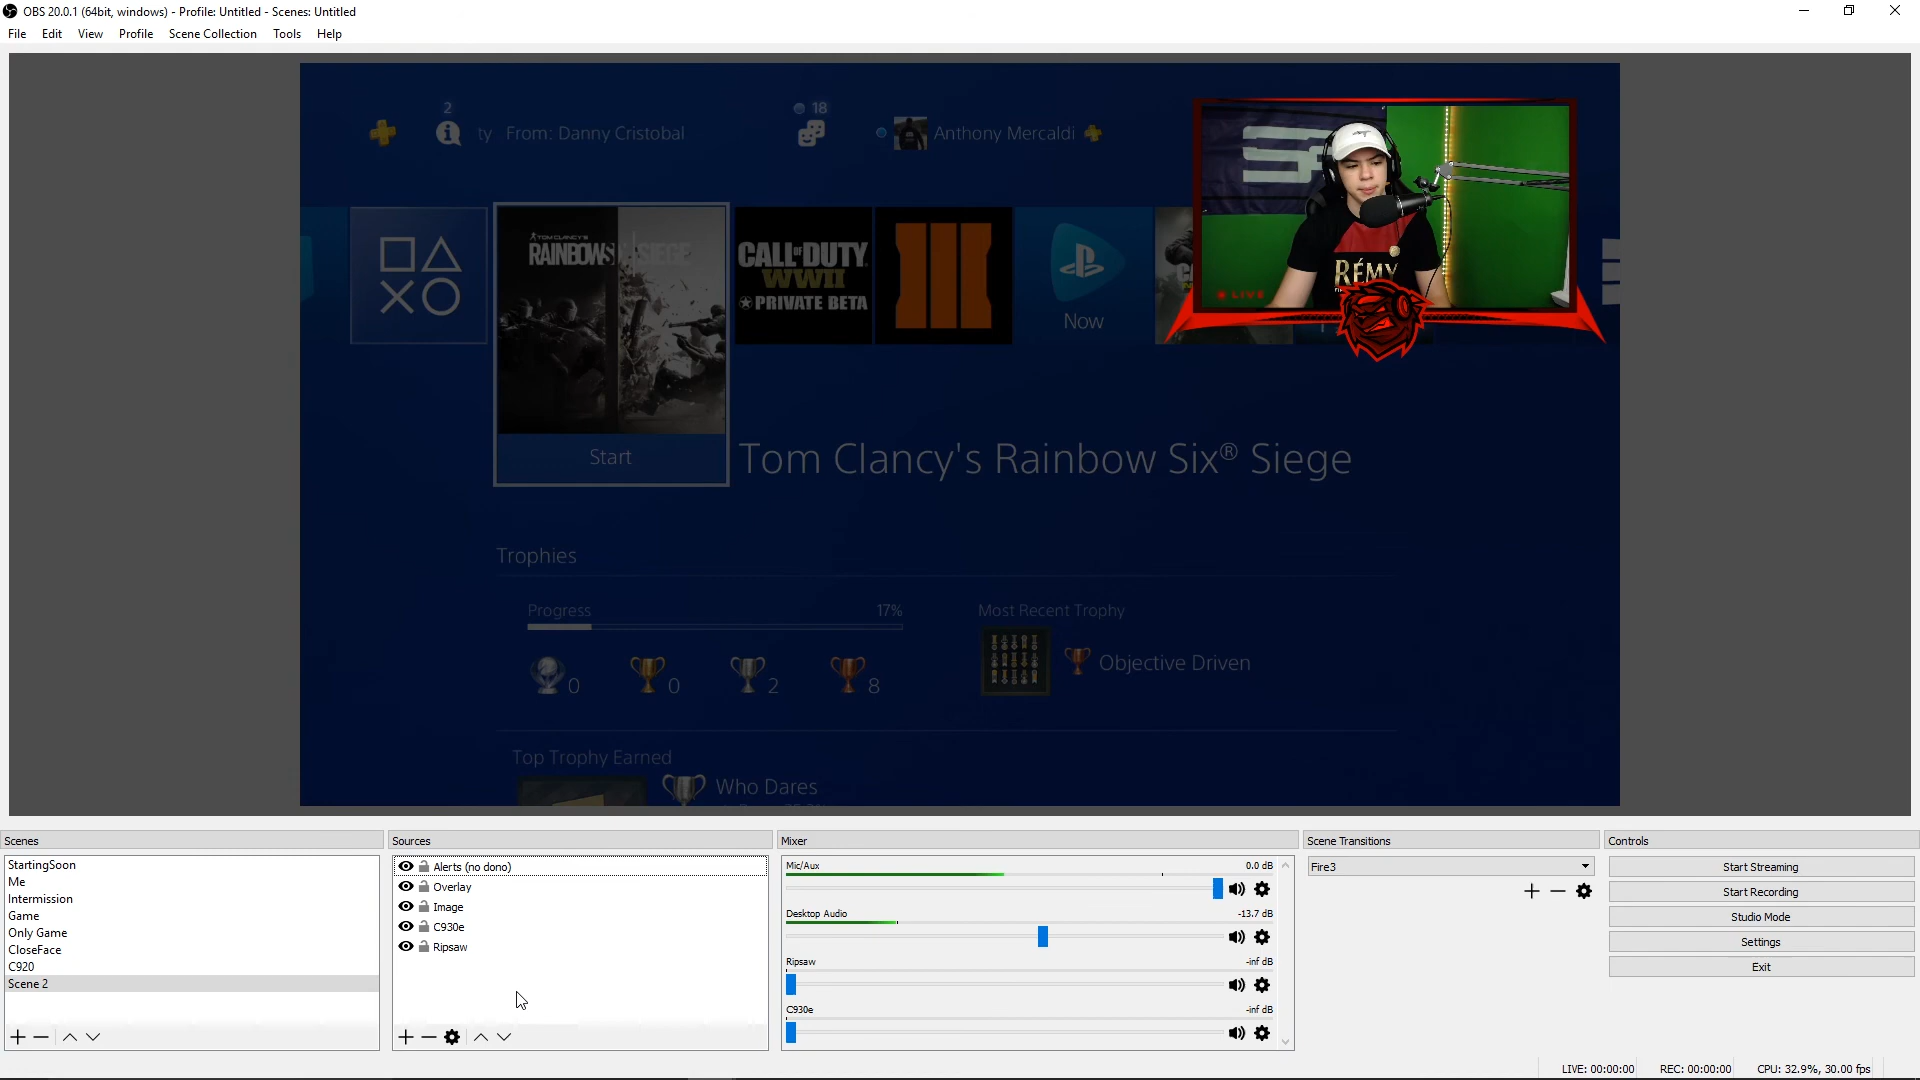 OBS 20.0.1 (64bit, windows) - Profile: Untitled - Scenes: Untitled
File Edit View Profile Scene Collection Tools Help
2
18
ty From: Danny Cristobal
Anthony Mercaldi
TOM CLANCY'S
RAINBOW SIEGE
CALL OF DUTY
WWII
PRIVATE BETA
III
Now
LIVE
RÉMY
Start
Tom Clancy's Rainbow Six® Siege
Trophies
Progress 17%
Most Recent Trophy
0 0 2 8
Objective Driven
Top Trophy Earned
Who Dares
Scenes
StartingSoon
Me
Intermission
Game
Only Game
CloseFace
C920
Scene 2
Sources
Alerts (no dono)
Overlay
Image
C930e
Ripsaw
Mixer
Mic/Aux 0.0 dB
Desktop Audio -13.7 dB
Ripsaw -inf dB
C930e -inf dB
Scene Transitions
Fire3
Controls
Start Streaming
Start Recording
Studio Mode
Settings
Exit
LIVE: 00:00:00 REC: 00:00:00 CPU: 32.9%, 30.00 fps